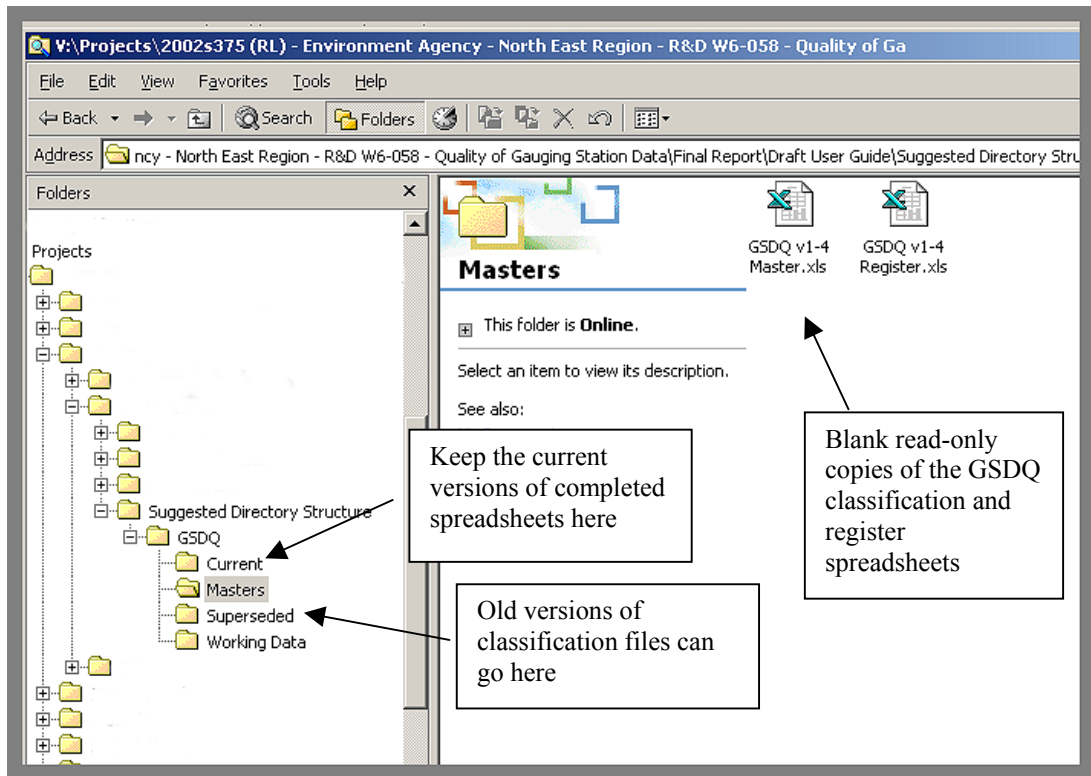 V:\Projects\2002s375 (RL) - Environment Agency - North East Region - R&D W6-058 - Quality of Ga
File Edit View Favorites Tools Help
Back Search Folders
Address ncy - North East Region - R&D W6-058 - Quality of Gauging Station Data\Final Report\Draft User Guide\Suggested Directory Stru
Folders
Projects
Suggested Directory Structure
GSDQ
Current
Masters
Superseded
Working Data
Masters
This folder is Online.
Select an item to view its description.
See also:
GSDQ v1-4
Master.xls
GSDQ v1-4
Register.xls
Keep the current
versions of completed
spreadsheets here
Old versions of
classification files can
go here
Blank read-only
copies of the GSDQ
classification and
register
spreadsheets